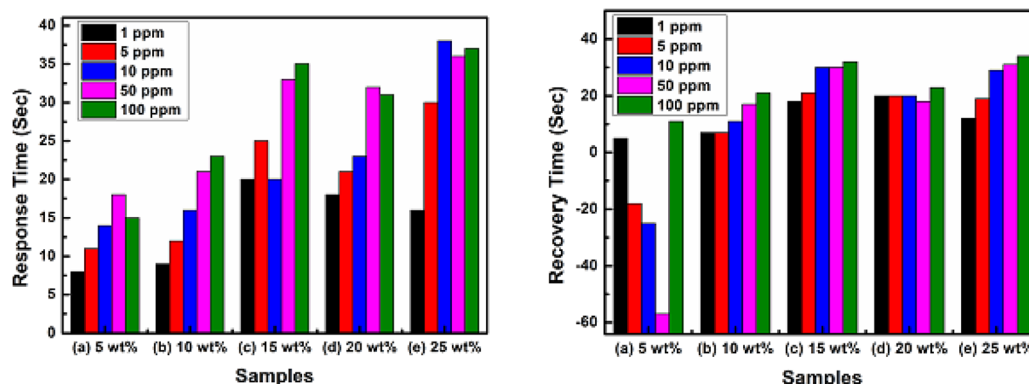 40
35
30
25
20
15
10
5
0
Response Time (Sec)
1 ppm
5 ppm
10 ppm
50 ppm
100 ppm
(a) 5 wt% (b) 10 wt% (c) 15 wt% (d) 20 wt% (e) 25 wt%
Samples
40
20
0
-20
-40
-60
Recovery Time (Sec)
1 ppm
5 ppm
10 ppm
50 ppm
100 ppm
(a) 5 wt% (b) 10 wt% (c) 15 wt% (d) 20 wt% (e) 25 wt%
Samples